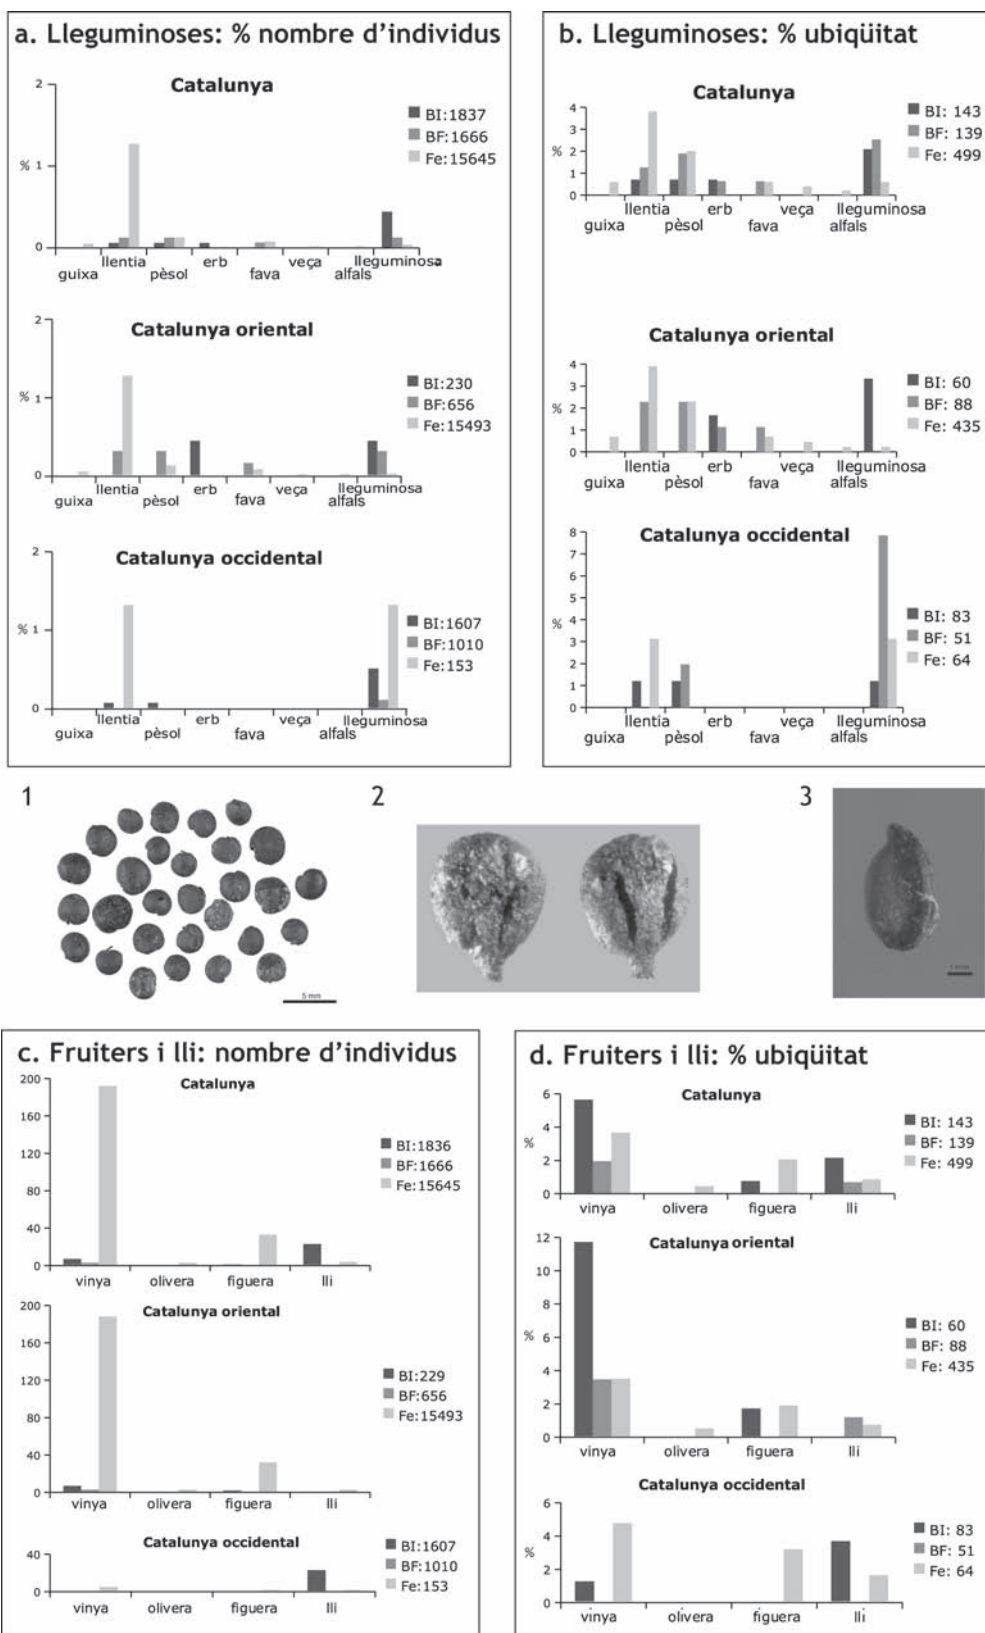 a. Lleguminoses: % nombre d'individus
Catalunya
2
% 1
0
guixa llentia pèsol erb fava veça alfals lleguminosa
BI:1837
BF:1666
Fe:15645
Catalunya oriental
2
% 1
0
guixa llentia pèsol erb fava veça alfals lleguminosa
BI:230
BF:656
Fe:15493
Catalunya occidental
2
% 1
0
guixa llentia pèsol erb fava veça alfals lleguminosa
BI:1607
BF:1010
Fe:153
b. Lleguminoses: % ubiqüitat
Catalunya
4
3
% 2
1
0
guixa llentia pèsol erb fava veça alfals lleguminosa
BI: 143
BF: 139
Fe: 499
Catalunya oriental
4
3
% 2
1
0
guixa llentia pèsol erb fava veça alfals lleguminosa
BI: 60
BF: 88
Fe: 435
Catalunya occidental
8
7
6
5
%
4
3
2
1
0
guixa llentia pèsol erb fava veça alfals lleguminosa
BI: 83
BF: 51
Fe: 64
1
5 mm
2
3
1 mm
c. Fruiters i lli: nombre d'individus
Catalunya
200
160
120
80
40
0
vinya olivera figuera lli
BI:1836
BF:1666
Fe:15645
Catalunya oriental
200
160
120
80
40
0
vinya olivera figuera lli
BI:229
BF:656
Fe:15493
Catalunya occidental
40
0
vinya olivera figuera lli
BI:1607
BF:1010
Fe:153
d. Fruiters i lli: % ubiqüitat
Catalunya
6
%
4
2
0
vinya olivera figuera lli
BI: 143
BF: 139
Fe: 499
Catalunya oriental
12
10
8
% 6
4
2
0
vinya olivera figuera lli
BI: 60
BF: 88
Fe: 435
Catalunya occidental
6
%
4
2
0
vinya olivera figuera lli
BI: 83
BF: 51
Fe: 64